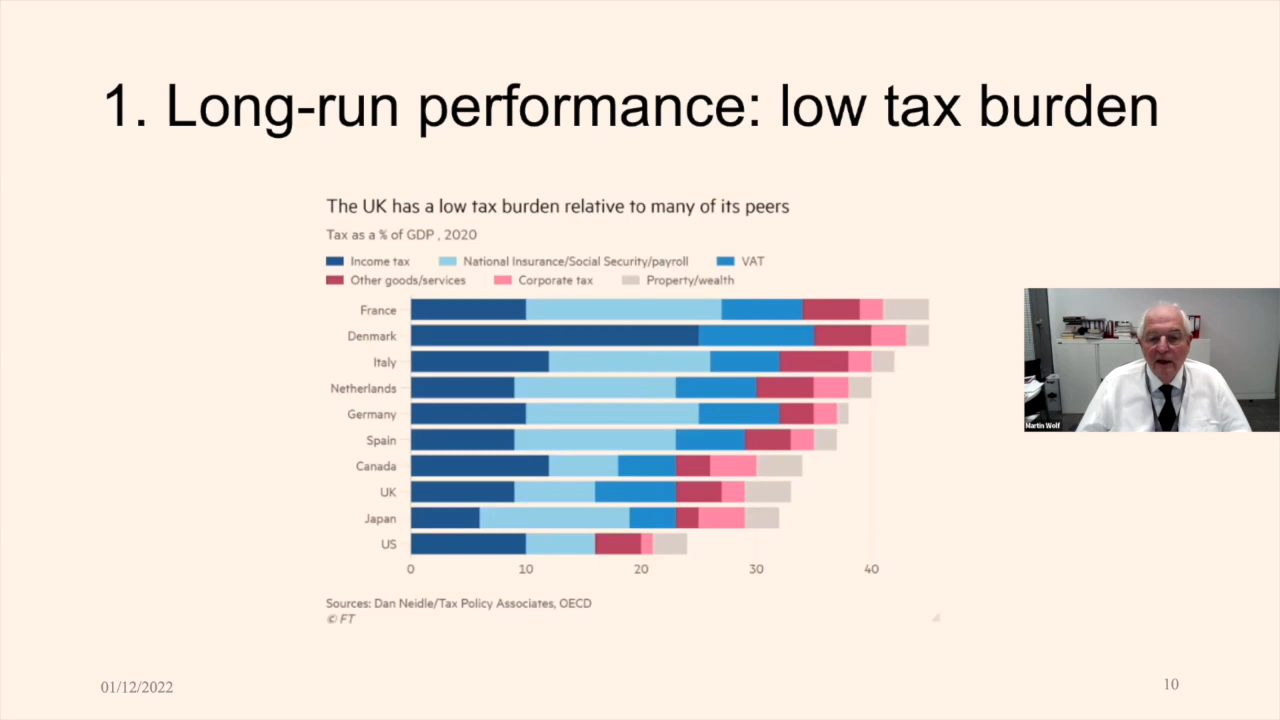 1. Long-run performance: low tax burden
The UK has a low tax burden relative to many of its peers
Tax as a % of GDP , 2020
Income tax National Insurance/Social Security/payroll VAT
Other goods/services Corporate tax Property/wealth
France
Denmark
Italy
Netherlands
Germany
Spain
Canada
UK
Japan
US
0 10 20 30 40
Sources: Dan Neidle/Tax Policy Associates, OECD
© FT
Martin Wolf
01/12/2022
10